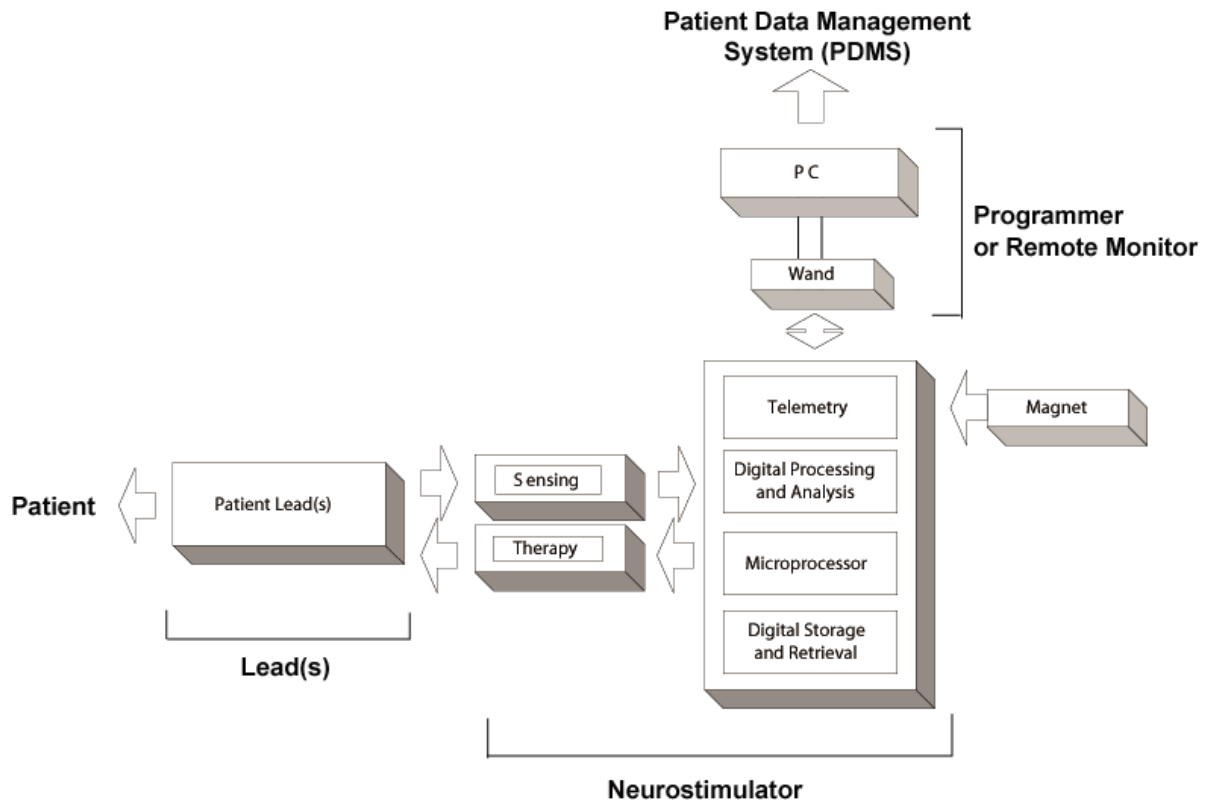 Patient Data Management
System (PDMS)
P C
Programmer
or Remote Monitor
Wand
Telemetry
Magnet
Digital Processing
and Analysis
Sensing
Patient
Patient Lead(s)
Therapy
Microprocessor
Digital Storage
and Retrieval
Lead(s)
Neurostimulator